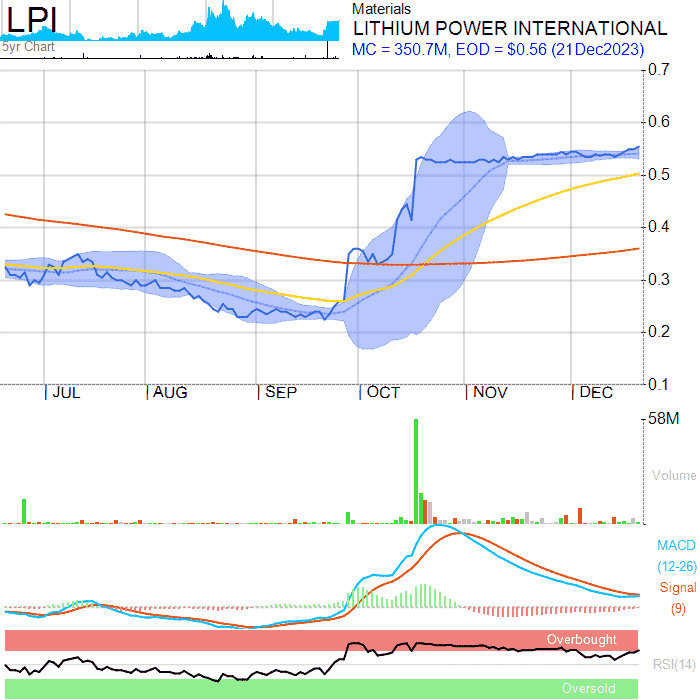 LPI
5yr Chart
Materials
LITHIUM POWER INTERNATIONAL
MC = 350.7M, EOD = $0.56 (21Dec2023)
0.7
0.6
0.5
0.4
0.3
0.2
0.1
JUL AUG SEP OCT NOV DEC
58M
Volume
MACD
(12-26)
Signal
(9)
Overbought
RSI(14)
Oversold